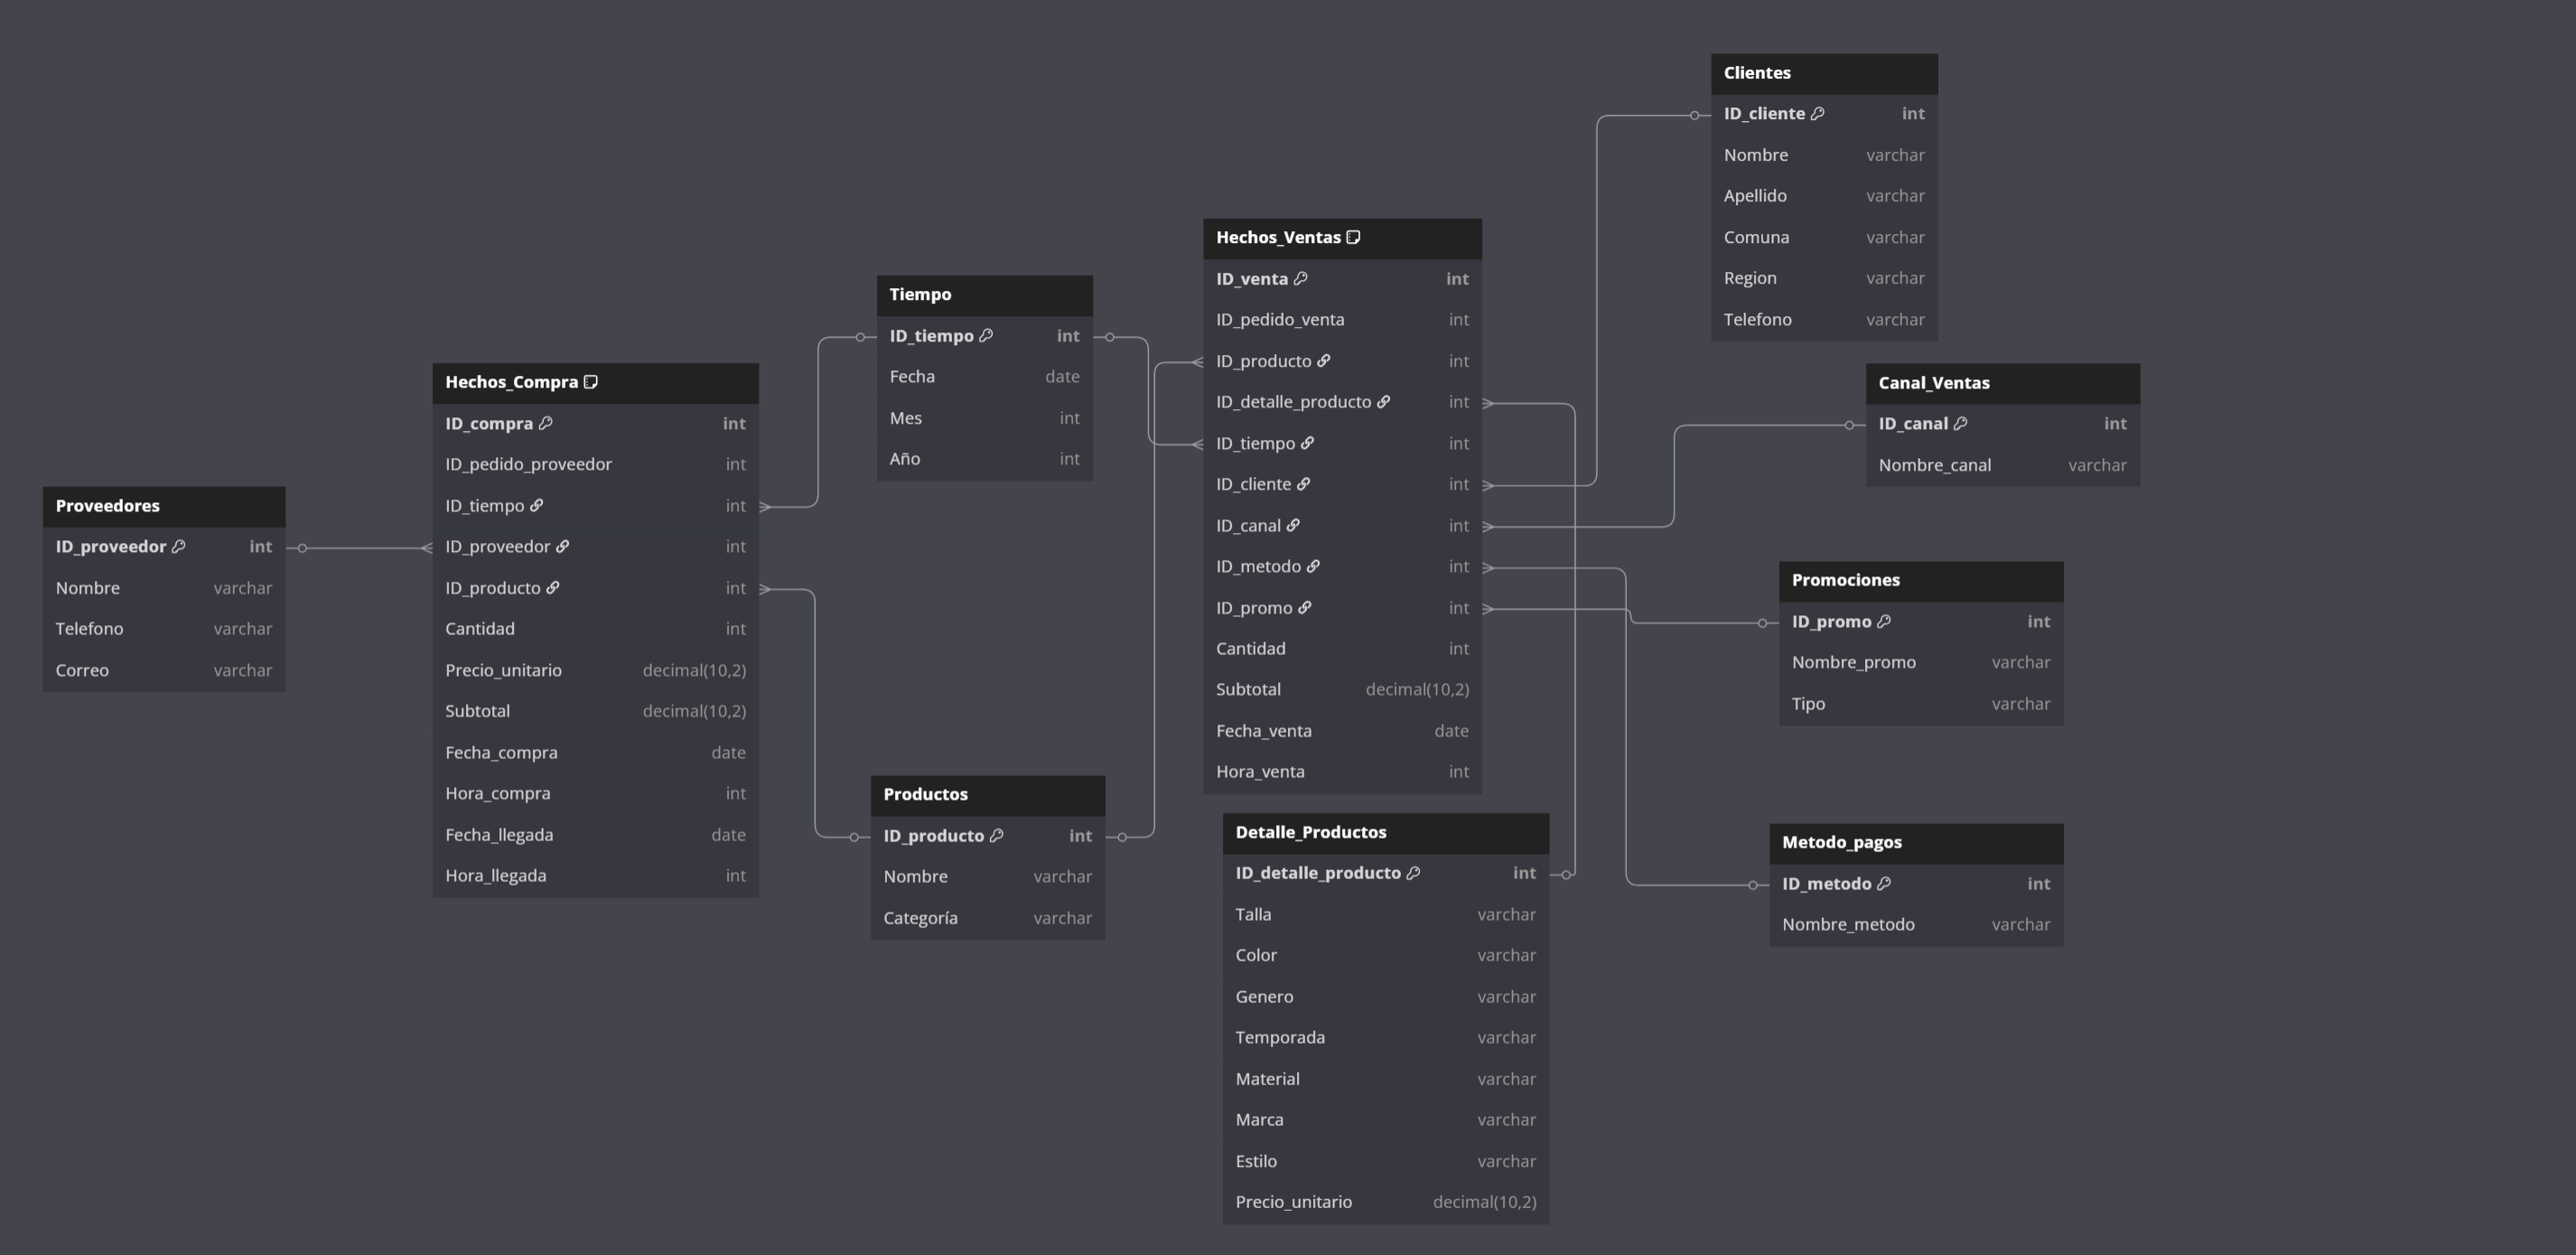 Proveedores
ID_proveedor int
Nombre varchar
Telefono varchar
Correo varchar
Hechos_Compra
ID_compra int
ID_pedido_proveedor int
ID_tiempo int
ID_proveedor int
ID_producto int
Cantidad int
Precio_unitario decimal(10,2)
Subtotal decimal(10,2)
Fecha_compra date
Hora_compra int
Fecha_llegada date
Hora_llegada int
Tiempo
ID_tiempo int
Fecha date
Mes int
Año int
Productos
ID_producto int
Nombre varchar
Categoría varchar
Hechos_Ventas
ID_venta int
ID_pedido_venta int
ID_producto int
ID_detalle_producto int
ID_tiempo int
ID_cliente int
ID_canal int
ID_metodo int
ID_promo int
Cantidad int
Subtotal decimal(10,2)
Fecha_venta date
Hora_venta int
Detalle_Productos
ID_detalle_producto int
Talla varchar
Color varchar
Genero varchar
Temporada varchar
Material varchar
Marca varchar
Estilo varchar
Precio_unitario decimal(10,2)
Clientes
ID_cliente int
Nombre varchar
Apellido varchar
Comuna varchar
Region varchar
Telefono varchar
Canal_Ventas
ID_canal int
Nombre_canal varchar
Promociones
ID_promo int
Nombre_promo varchar
Tipo varchar
Metodo_pagos
ID_metodo int
Nombre_metodo varchar